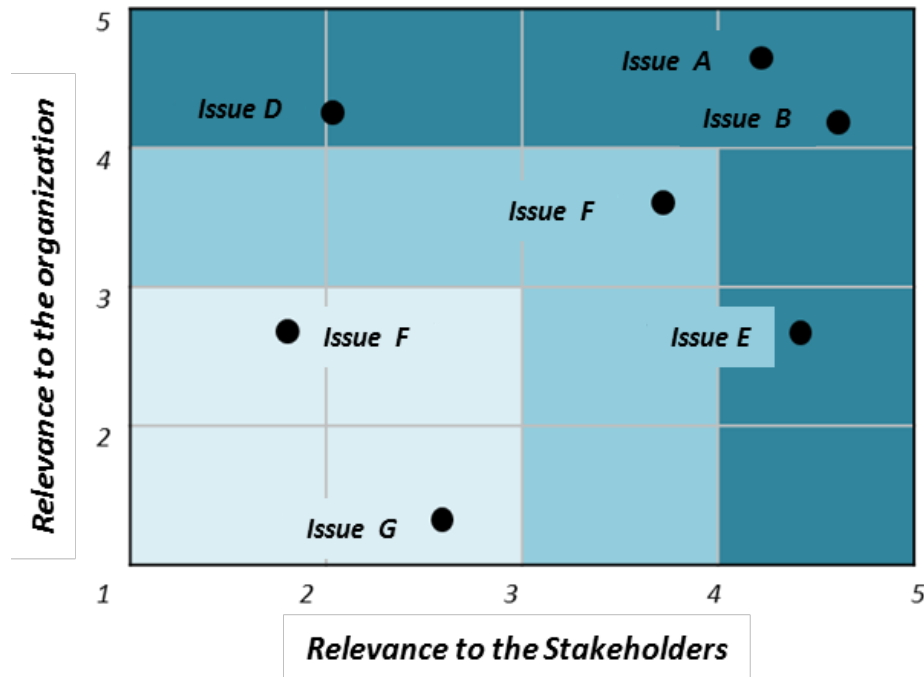 5
Issue A
Issue D
Issue B
4
Issue F
3
Issue F
Issue E
2
Issue G
1 2 3 4 5
Relevance to the organization
Relevance to the Stakeholders